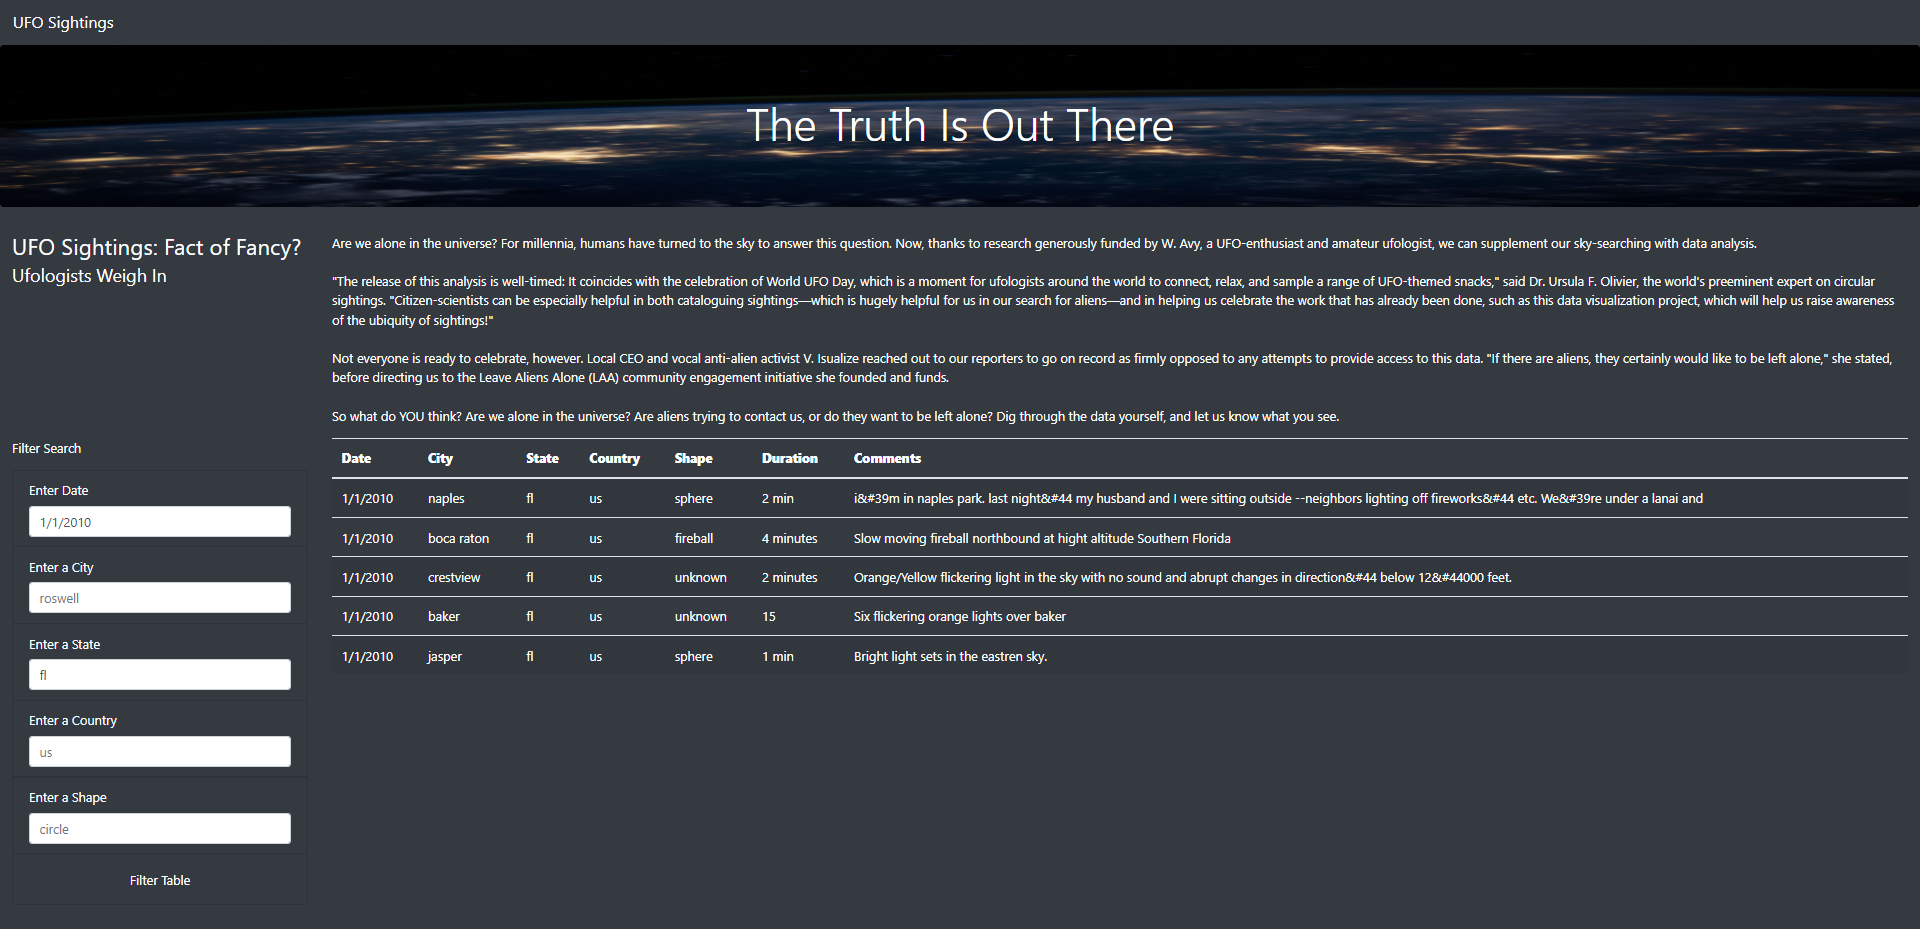 UFO Sightings
The Truth Is Out There
UFO Sightings: Fact of Fancy?
Ufologists Weigh In
Are we alone in the universe? For millennia, humans have turned to the sky to answer this question. Now, thanks to research generously funded by W. Avy, a UFO-enthusiast and amateur ufologist, we can supplement our sky-searching with data analysis.
"The release of this analysis is well-timed: It coincides with the celebration of World UFO Day, which is a moment for ufologists around the world to connect, relax, and sample a range of UFO-themed snacks," said Dr. Ursula F. Olivier, the world's preeminent expert on circular
sightings. "Citizen-scientists can be especially helpful in both cataloguing sightings—which is hugely helpful for us in our search for aliens—and in helping us celebrate the work that has already been done, such as this data visualization project, which will help us raise awareness
of the ubiquity of sightings!"
Not everyone is ready to celebrate, however. Local CEO and vocal anti-alien activist V. Isualize reached out to our reporters to go on record as firmly opposed to any attempts to provide access to this data. "If there are aliens, they certainly would like to be left alone," she stated,
before directing us to the Leave Aliens Alone (LAA) community engagement initiative she founded and funds.
So what do YOU think? Are we alone in the universe? Are aliens trying to contact us, or do they want to be left alone? Dig through the data yourself, and let us know what you see.
Filter Search
Enter Date
1/1/2010
Enter a City
roswell
Enter a State
fl
Enter a Country
us
Enter a Shape
circle
Filter Table
Date City State Country Shape Duration Comments
1/1/2010 naples fl us sphere 2 min i&#39m in naples park. last night&#44 my husband and I were sitting outside --neighbors lighting off fireworks&#44 etc. We&#39re under a lanai and
1/1/2010 boca raton fl us fireball 4 minutes Slow moving fireball northbound at hight altitude Southern Florida
1/1/2010 crestview fl us unknown 2 minutes Orange/Yellow flickering light in the sky with no sound and abrupt changes in direction&#44 below 12&#44000 feet.
1/1/2010 baker fl us unknown 15 Six flickering orange lights over baker
1/1/2010 jasper fl us sphere 1 min Bright light sets in the eastren sky.